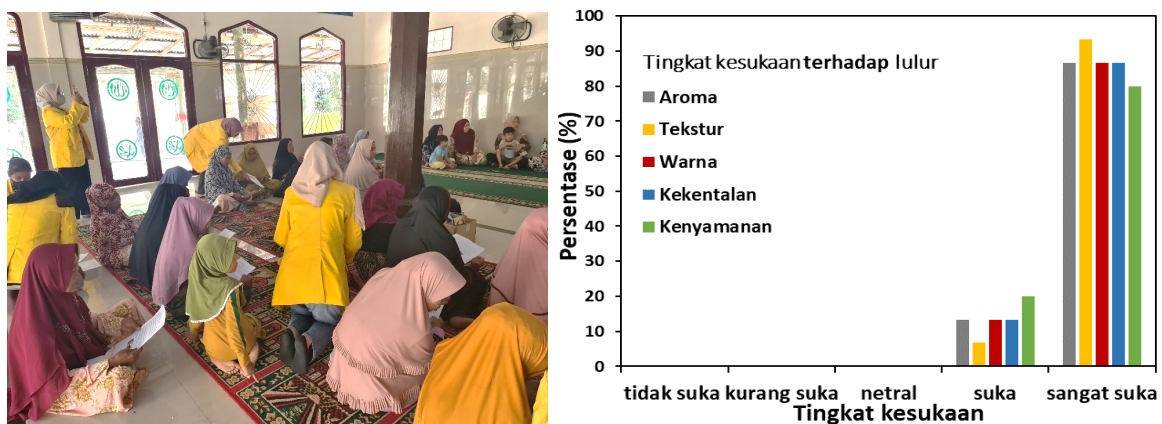 100
90
80
70
60
50
40
30
20
10
0
Persentase (%)
Tingkat kesukaan terhadap lulur
Aroma
Tekstur
Warna
Kekentalan
Kenyamanan
tidak suka kurang suka netral suka sangat suka
Tingkat kesukaan